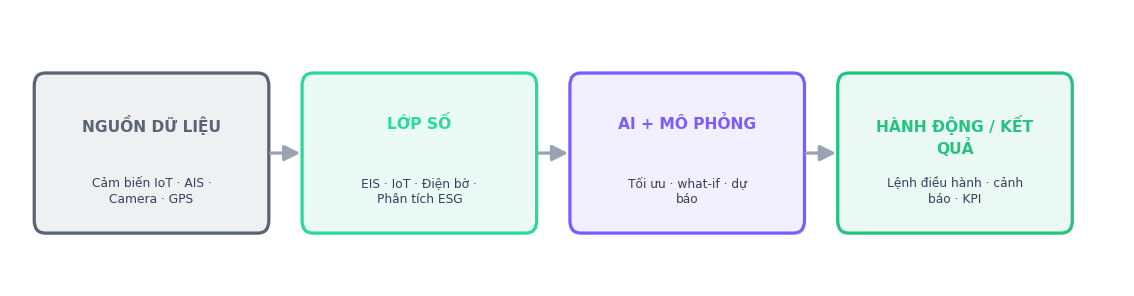 NGUỒN DỮ LIỆU
Cảm biến IoT · AIS ·
Camera · GPS
LỚP SỐ
EIS · IoT · Điện bờ ·
Phân tích ESG
AI + MÔ PHỎNG
Tối ưu · what-if · dự
báo
HÀNH ĐỘNG / KẾT
QUẢ
Lệnh điều hành · cảnh
báo · KPI